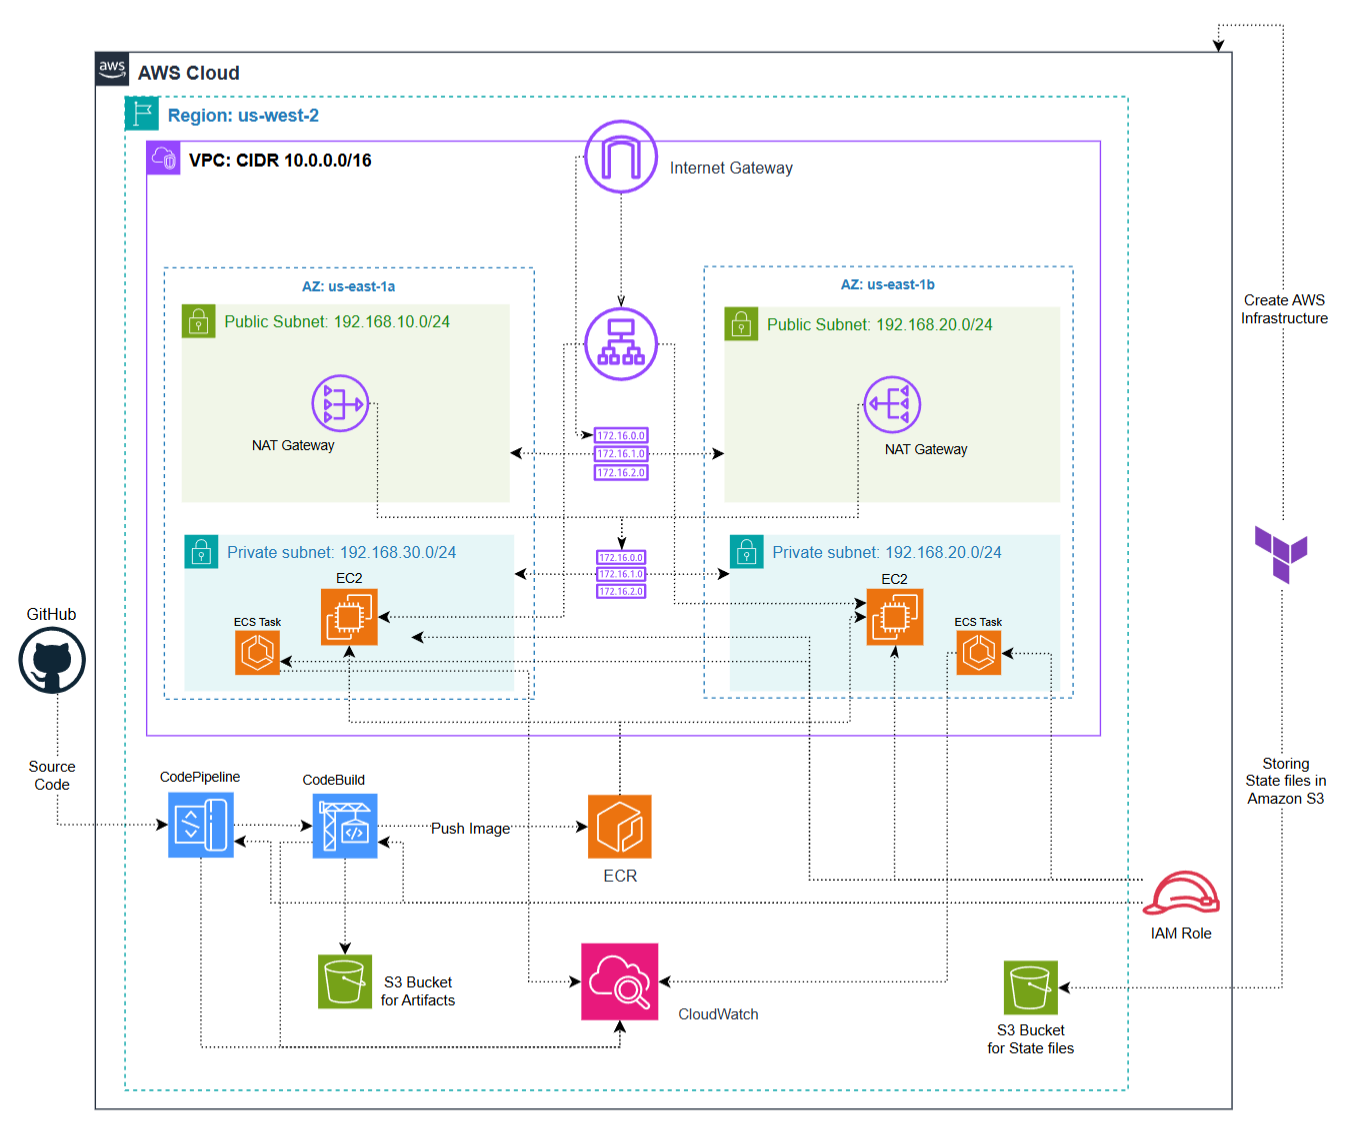 aws
AWS Cloud
Region: us-west-2
VPC: CIDR 10.0.0.0/16
Internet Gateway
AZ: us-east-1a
AZ: us-east-1b
Public Subnet: 192.168.10.0/24
Public Subnet: 192.168.20.0/24
Create AWS
Infrastructure
NAT Gateway
NAT Gateway
172.16.0.0
172.16.1.0
172.16.2.0
Private subnet: 192.168.30.0/24
Private subnet: 192.168.20.0/24
172.16.0.0
172.16.1.0
172.16.2.0
EC2
EC2
ECS Task
ECS Task
GitHub
Source
Code
CodePipeline
CodeBuild
Storing
State files in
Amazon S3
Push Image
ECR
IAM Role
S3 Bucket
for Artifacts
CloudWatch
S3 Bucket
for State files